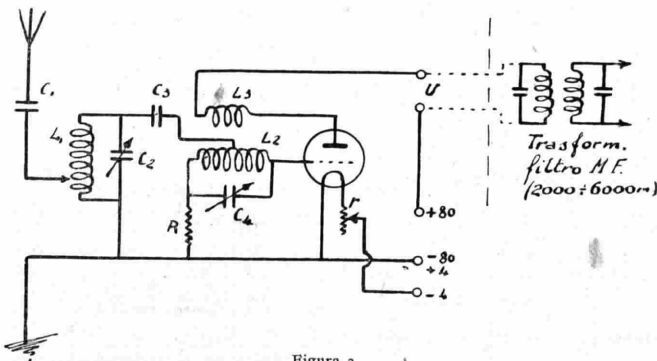 C₁
L₁
C₂
C₃
L₃
L₂
C₄
R
r
U
Trasform.
filtro M.F.
(2000÷6000m)
+80
-80
+4
-4
Figura 2